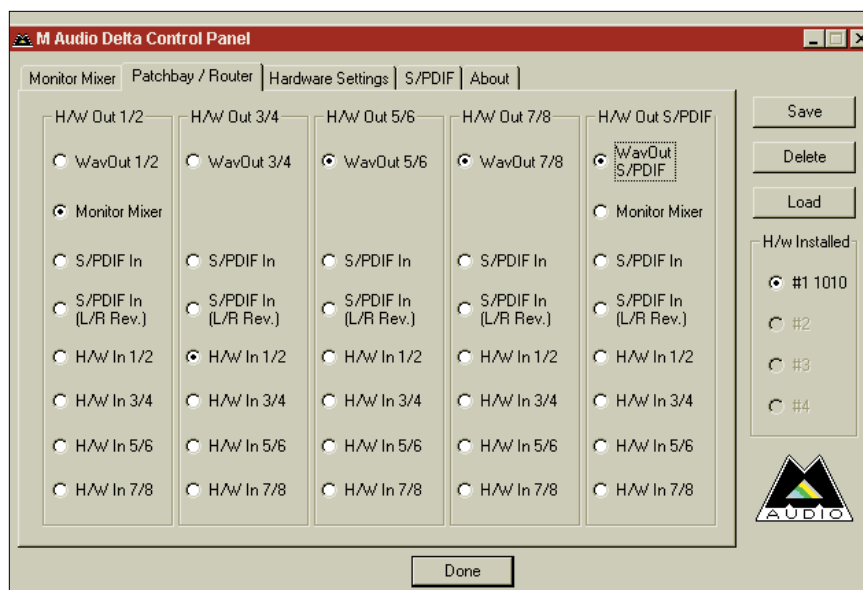 M Audio Delta Control Panel
Monitor Mixer
Patchbay / Router
Hardware Settings
S/PDIF
About
H/W Out 1/2
WavOut 1/2
Monitor Mixer
S/PDIF In
S/PDIF In
(L/R Rev.)
H/W In 1/2
H/W In 3/4
H/W In 5/6
H/W In 7/8
H/W Out 3/4
WavOut 3/4
S/PDIF In
S/PDIF In
(L/R Rev.)
H/W In 1/2
H/W In 3/4
H/W In 5/6
H/W In 7/8
H/W Out 5/6
WavOut 5/6
S/PDIF In
S/PDIF In
(L/R Rev.)
H/W In 1/2
H/W In 3/4
H/W In 5/6
H/W In 7/8
H/W Out 7/8
WavOut 7/8
S/PDIF In
S/PDIF In
(L/R Rev.)
H/W In 1/2
H/W In 3/4
H/W In 5/6
H/W In 7/8
H/W Out S/PDIF
WavOut
S/PDIF
Monitor Mixer
S/PDIF In
S/PDIF In
(L/R Rev.)
H/W In 1/2
H/W In 3/4
H/W In 5/6
H/W In 7/8
Save
Delete
Load
H/w Installed
#1 1010
#2
#3
#4
M
AUDIO
Done